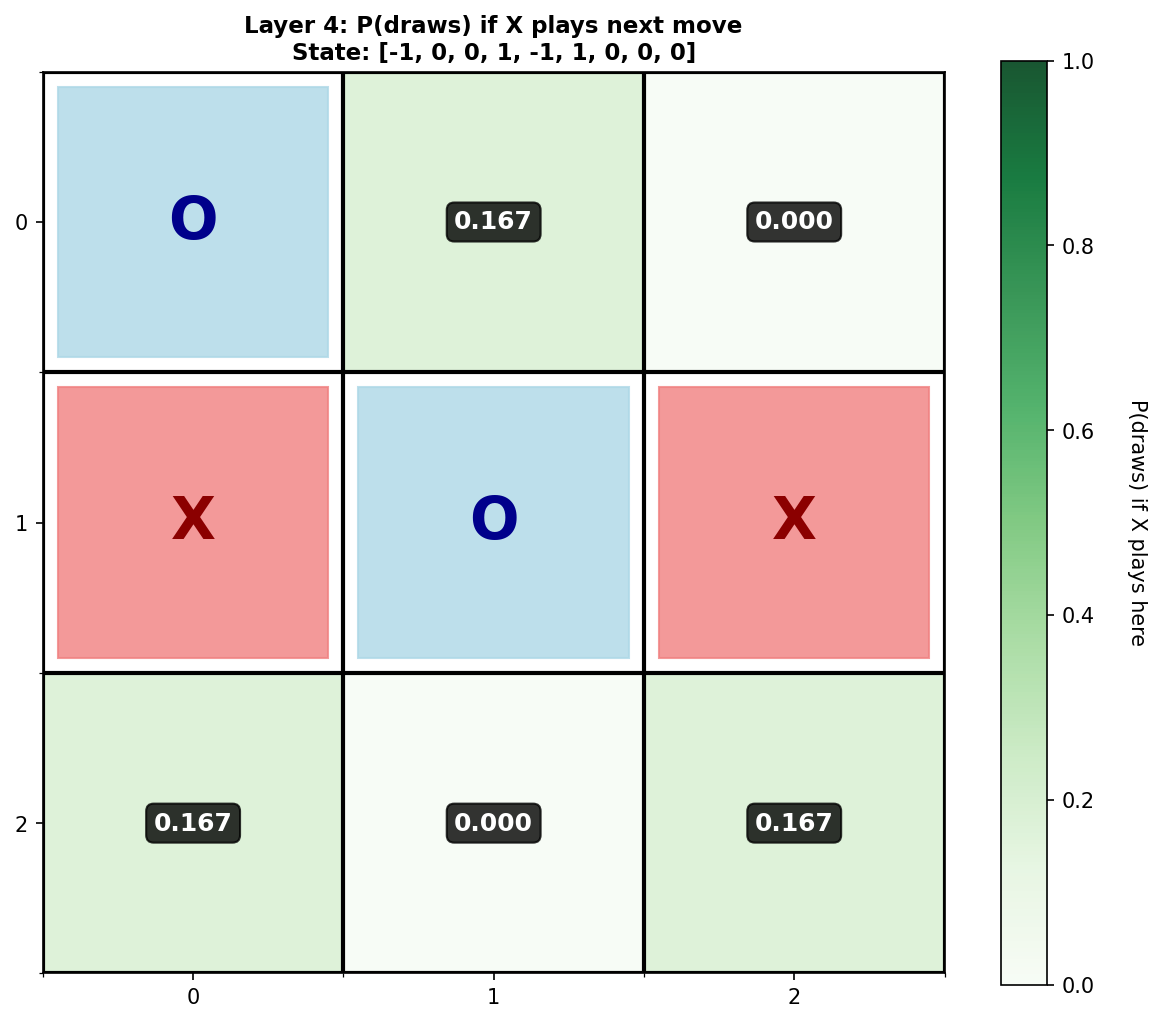 Layer 4: P(draws) if X plays next move
State: [-1, 0, 0, 1, -1, 1, 0, 0, 0]
1.0
0.8
0.6
0.4
0.2
0.0
P(draws) if X plays here
0
O
0.167
0.000
1
X
O
X
2
0.167
0.000
0.167
0
1
2